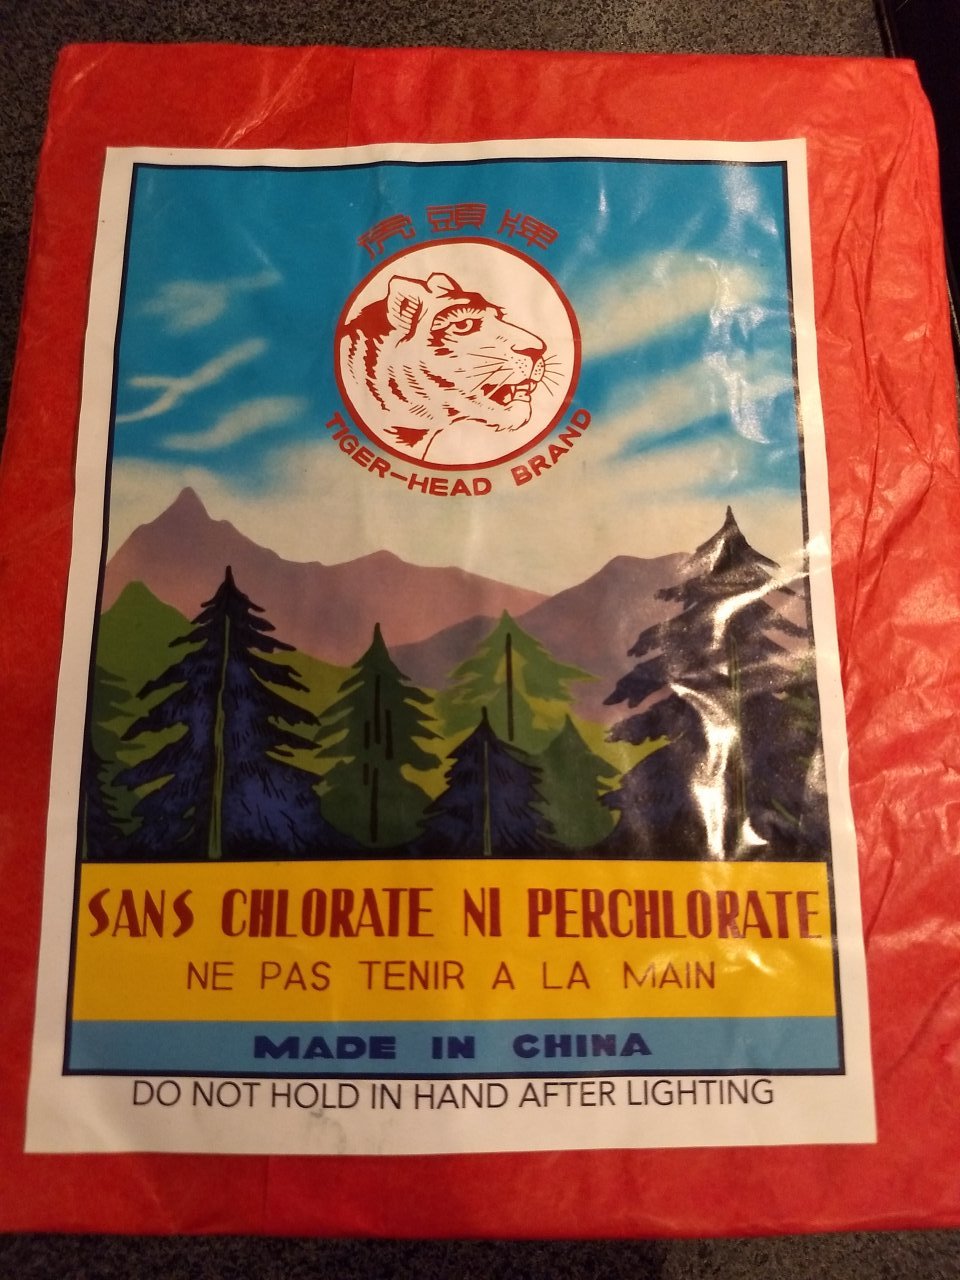 虎頭牌
TIGER-HEAD BRAND
SANS CHLORATE NI PERCHLORATE
NE PAS TENIR A LA MAIN
MADE IN CHINA
DO NOT HOLD IN HAND AFTER LIGHTING